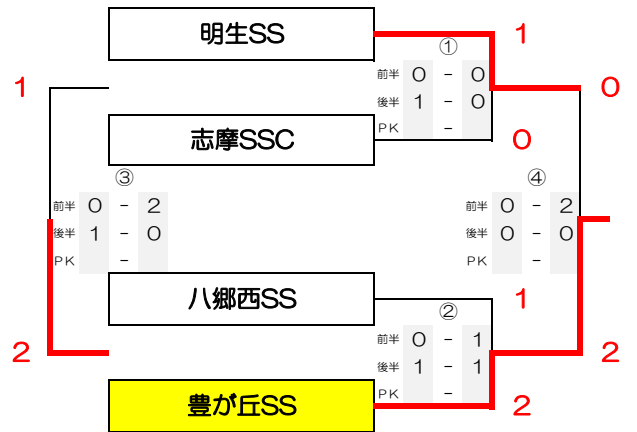 明生SS
1
①
前半 0 - 0
後半 1 - 0
PK -
1
0
志摩SSC
0
③
前半 0 - 2
後半 1 - 0
PK -
④
前半 0 - 2
後半 0 - 0
PK -
八郷西SS
1
②
前半 0 - 1
後半 1 - 1
PK -
2
2
豊が丘SS
2